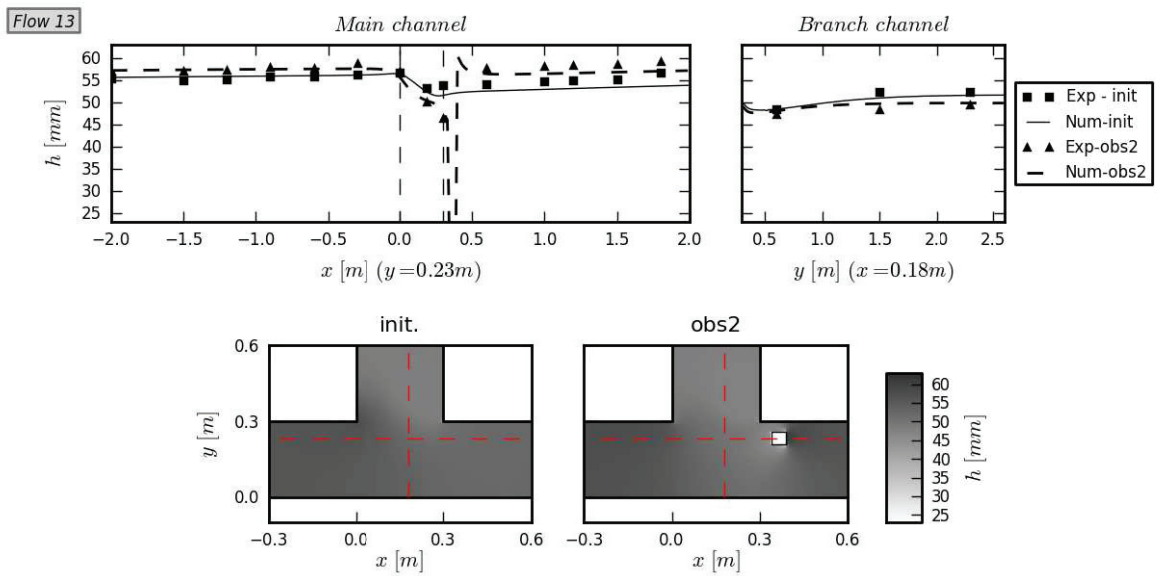 Flow 13
Main channel
Branch channel
60
55
50
45
40
35
30
25
h [mm]
−2.0 −1.5 −1.0 −0.5 0.0 0.5 1.0 1.5 2.0
x [m] (y=0.23m)
0.5 1.0 1.5 2.0 2.5
y [m] (x=0.18m)
Exp - init
Num-init
Exp-obs2
Num-obs2
init.
obs2
0.6
0.3
0.0
y [m]
−0.3 0.0 0.3 0.6
x [m]
−0.3 0.0 0.3 0.6
x [m]
60
55
50
45
40
35
30
25
h [mm]